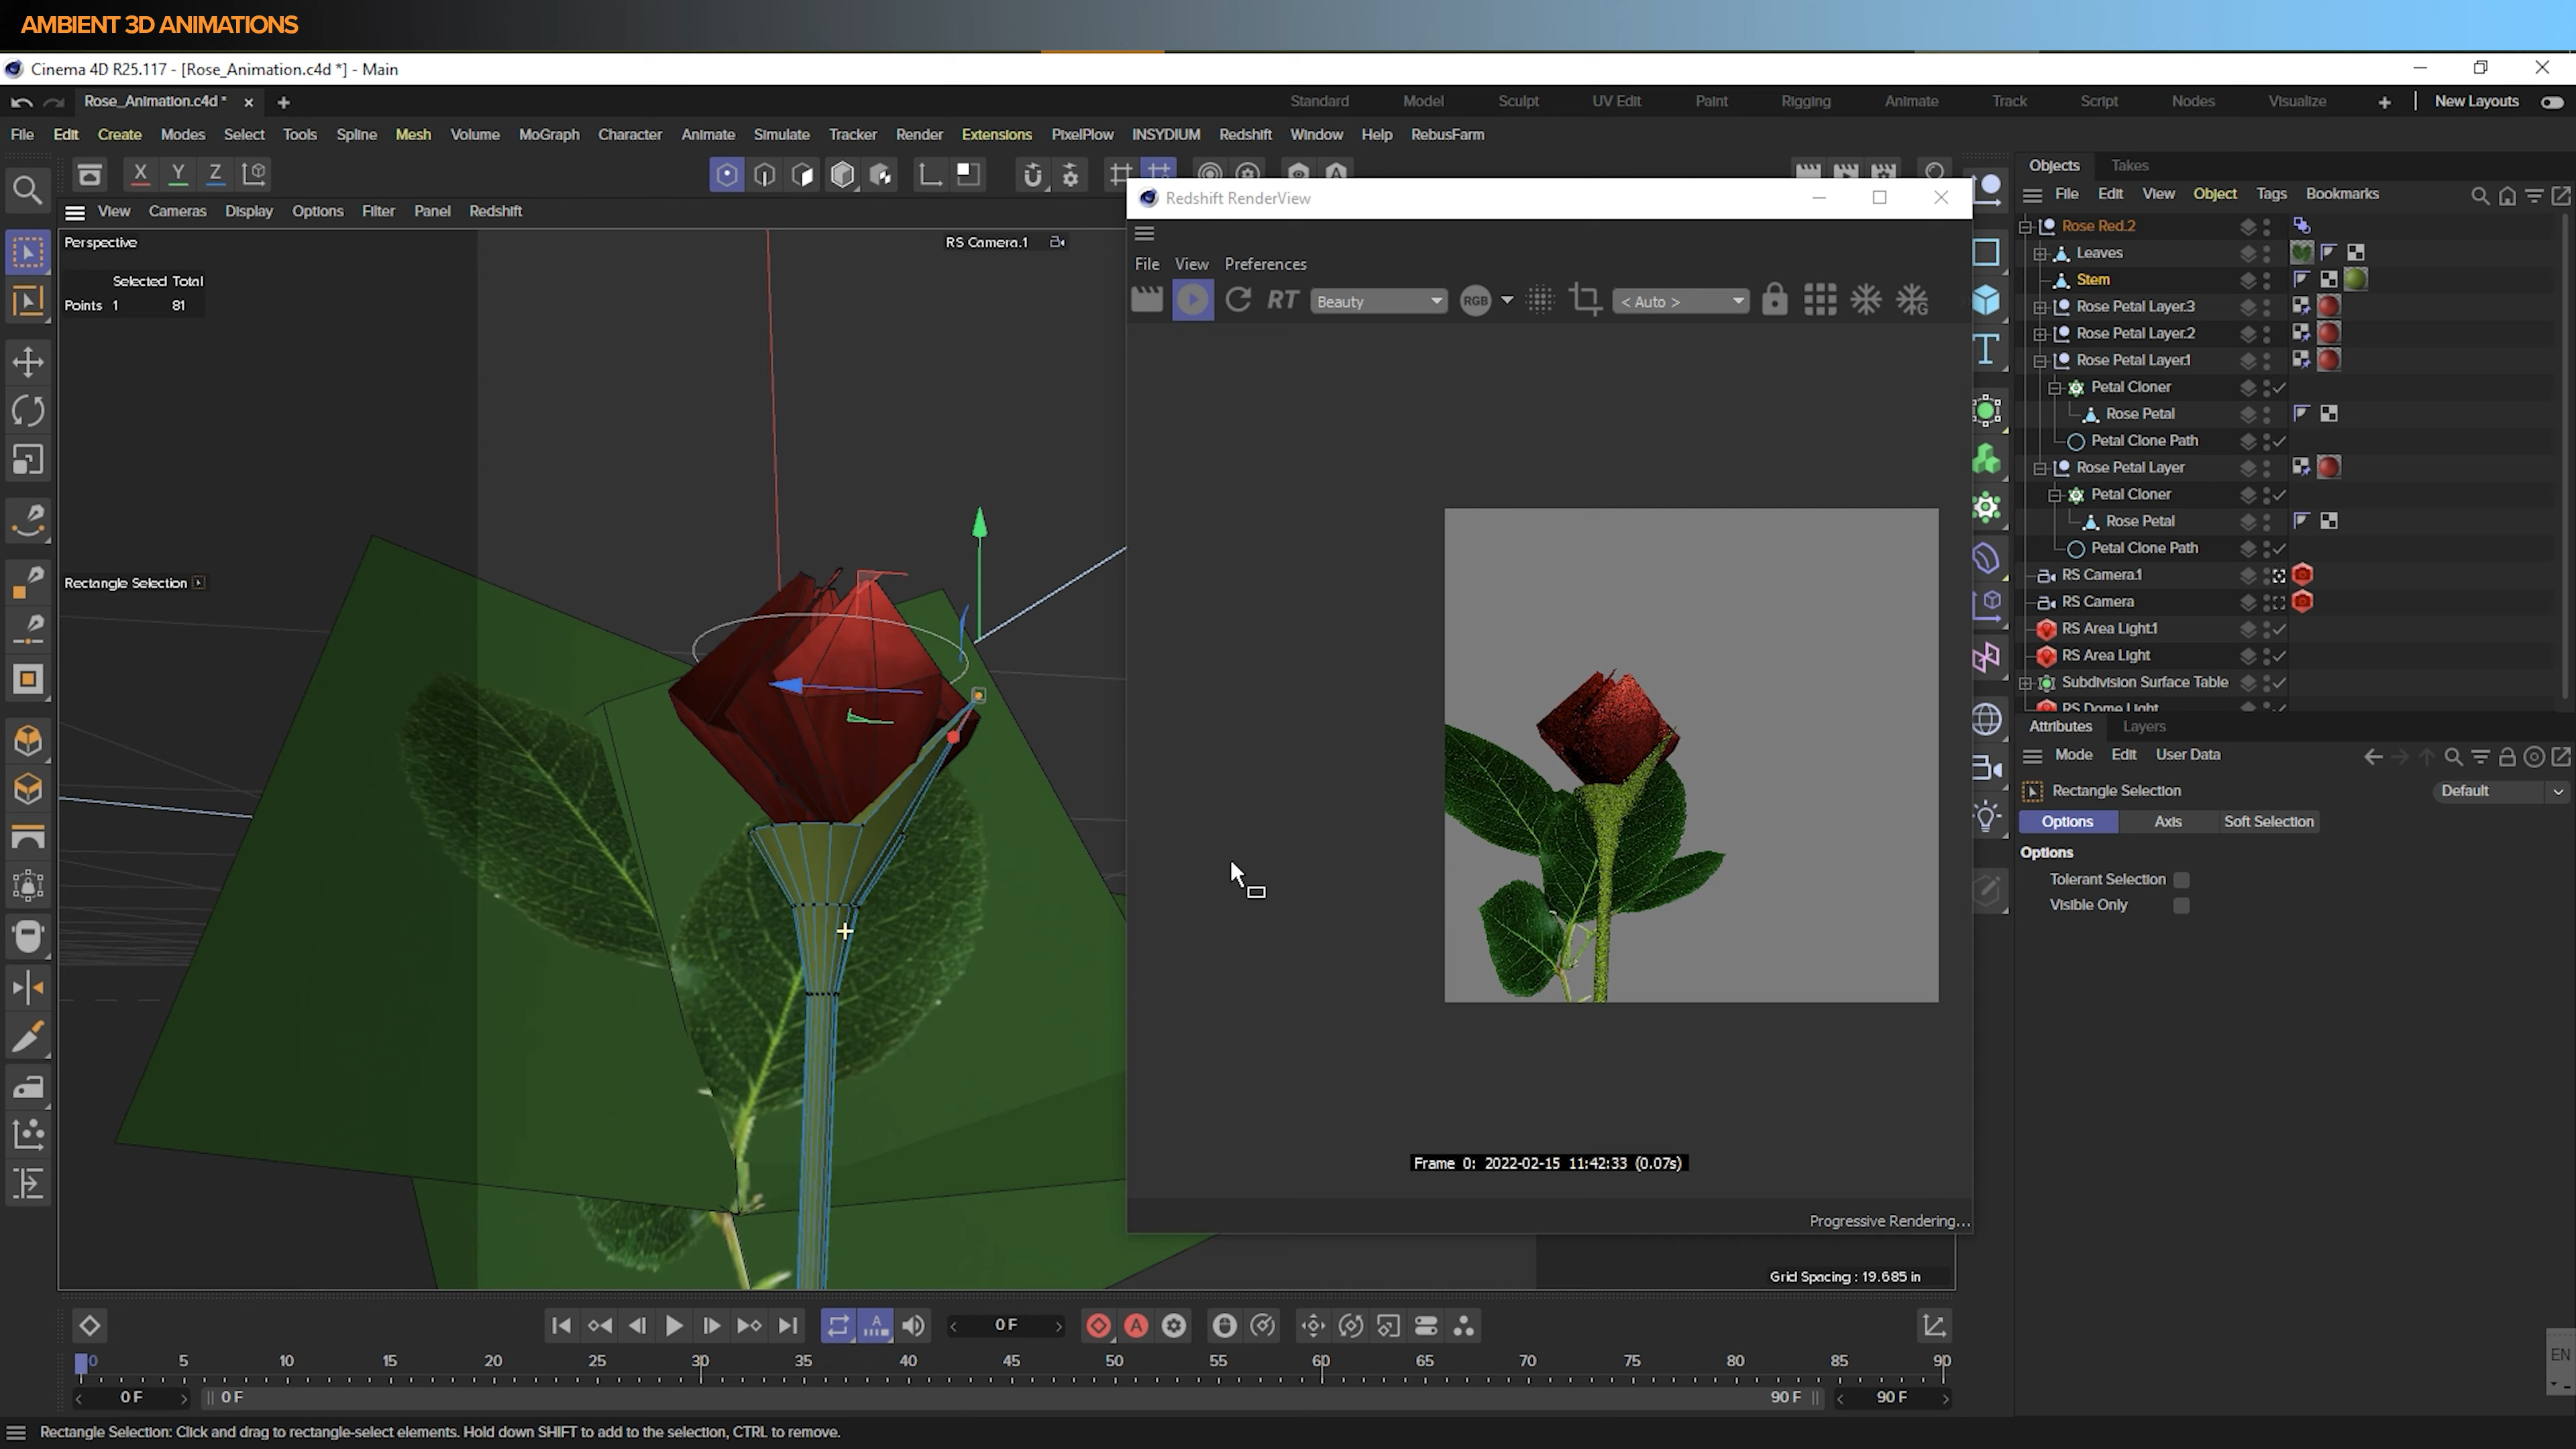 AMBIENT 3D ANIMATIONS
Cinema 4D R25.117 - [Rose_Animation.c4d *] - Main
Rose_Animation.c4d *
Standard Model Sculpt UV Edit Paint Rigging Animate Track Script Nodes Visualize New Layouts
File Edit Create Modes Select Tools Spline Mesh Volume MoGraph Character Animate Simulate Tracker Render Extensions PixelPlow INSYDIUM Redshift Window Help RebusFarm
X Y Z
View Cameras Display Options Filter Panel Redshift
Perspective
RS Camera.1
Selected Total
Points 1 81
Rectangle Selection
Redshift RenderView
File View Preferences
RT Beauty RGB < Auto >
Frame 0: 2022-02-15 11:42:33 (0.07s)
Progressive Rendering...
Grid Spacing : 19.685 in
Objects Takes
File Edit View Object Tags Bookmarks
Rose Red.2
Leaves
Stem
Rose Petal Layer.3
Rose Petal Layer.2
Rose Petal Layer.1
Petal Cloner
Rose Petal
Petal Clone Path
Rose Petal Layer
Petal Cloner
Rose Petal
Petal Clone Path
RS Camera.1
RS Camera
RS Area Light.1
RS Area Light
Subdivision Surface Table
RS Dome Light
Attributes Layers
Mode Edit User Data
Rectangle Selection Default
Options Axis Soft Selection
Options
Tolerant Selection
Visible Only
0 F
0 5 10 15 20 25 30 35 40 45 50 55 60 65 70 75 80 85 90
0 F 0 F 90 F 90 F
EN
Rectangle Selection: Click and drag to rectangle-select elements. Hold down SHIFT to add to the selection, CTRL to remove.